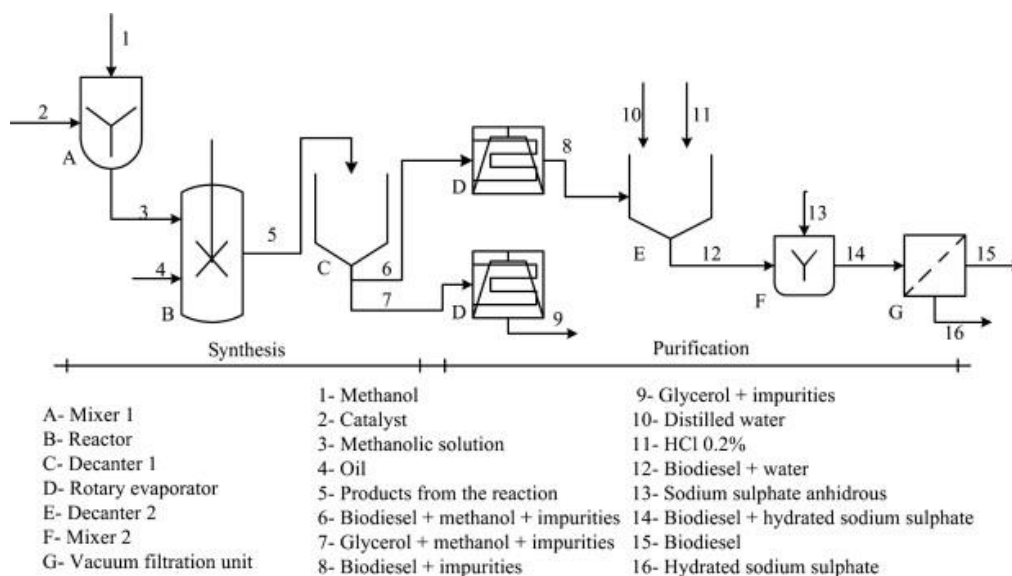 1
2
A
3
4
B
5
C
6
7
D
D
8
9
10
11
E
12
13
F
14
G
15
16
Synthesis
Purification
A- Mixer 1
B- Reactor
C- Decanter 1
D- Rotary evaporator
E- Decanter 2
F- Mixer 2
G- Vacuum filtration unit
1- Methanol
2- Catalyst
3- Methanolic solution
4- Oil
5- Products from the reaction
6- Biodiesel + methanol + impurities
7- Glycerol + methanol + impurities
8- Biodiesel + impurities
9- Glycerol + impurities
10- Distilled water
11- HCl 0.2%
12- Biodiesel + water
13- Sodium sulphate anhidrous
14- Biodiesel + hydrated sodium sulphate
15- Biodiesel
16- Hydrated sodium sulphate